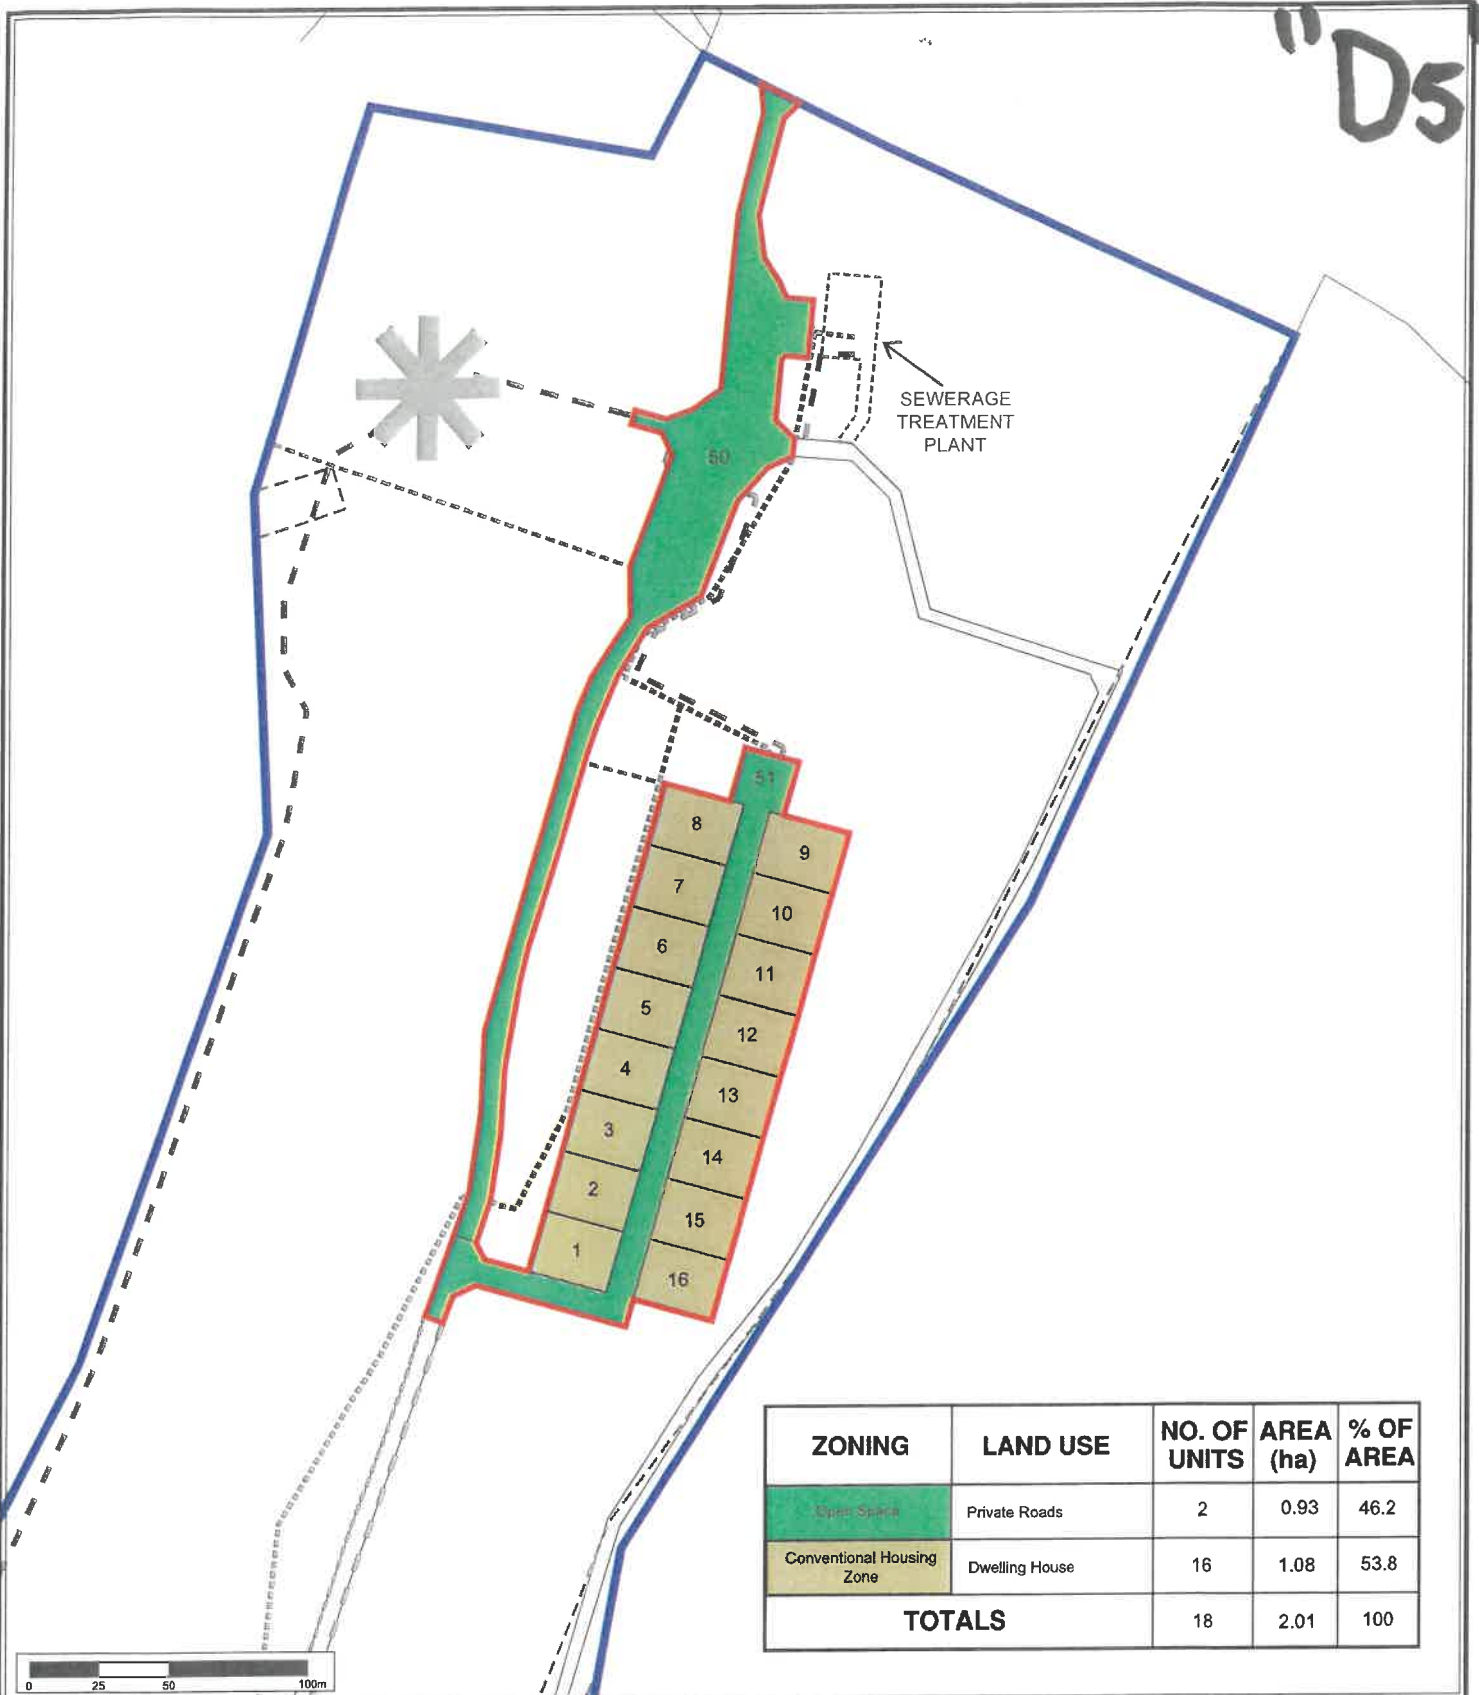 "D5"
SEWERAGE
TREATMENT
PLANT
50
51
8
9
7
10
6
11
5
12
4
13
3
14
2
15
1
16
ZONING LAND USE NO. OF UNITS AREA (ha) % OF AREA
Open Space Private Roads 2 0.93 46.2
Conventional Housing Zone Dwelling House 16 1.08 53.8
TOTALS 18 2.01 100
0 25 50 100m